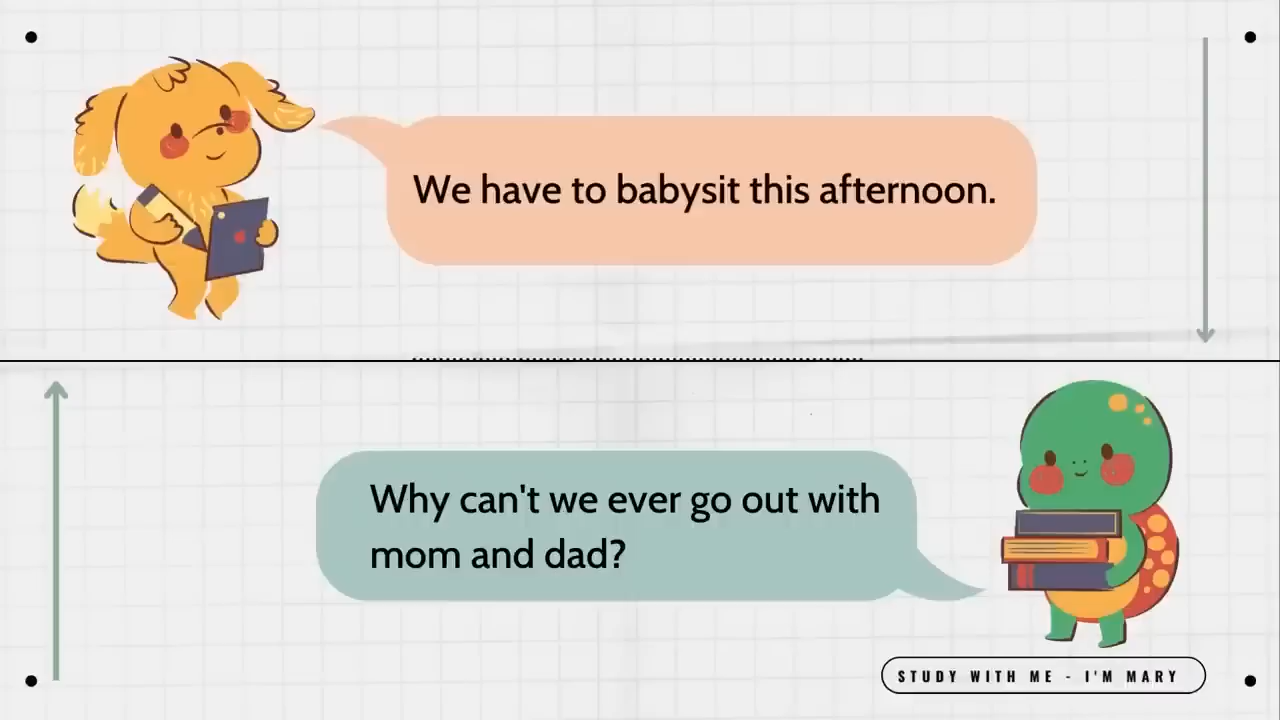 We have to babysit this afternoon.
Why can't we ever go out with
mom and dad?
STUDY WITH ME - I'M MARY